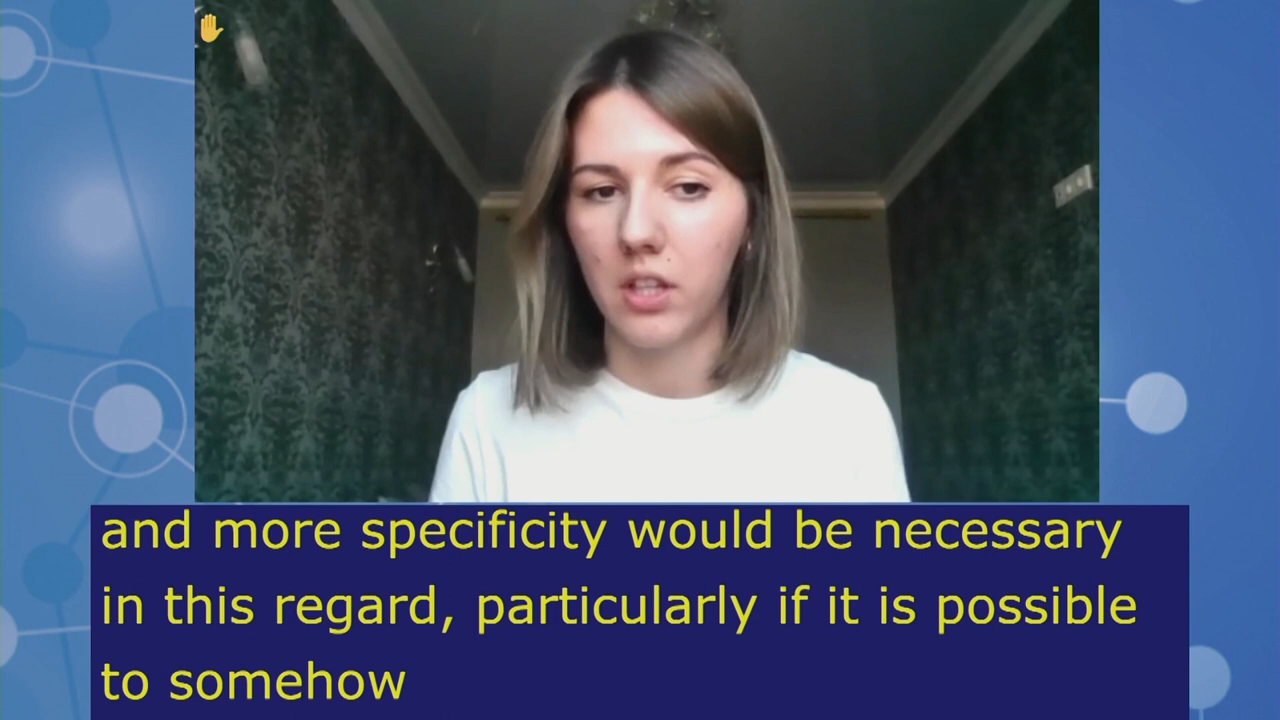 and more specificity would be necessary
in this regard, particularly if it is possible
to somehow